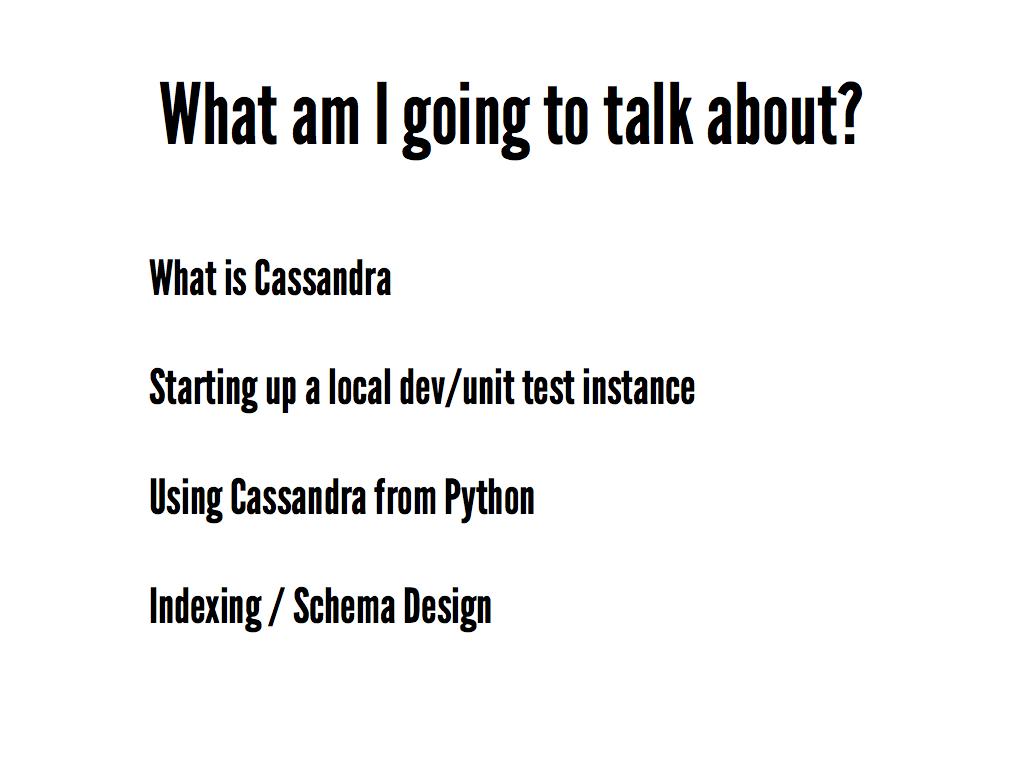 What am I going to talk about?
What is Cassandra
Starting up a local dev/unit test instance
Using Cassandra from Python
Indexing / Schema Design